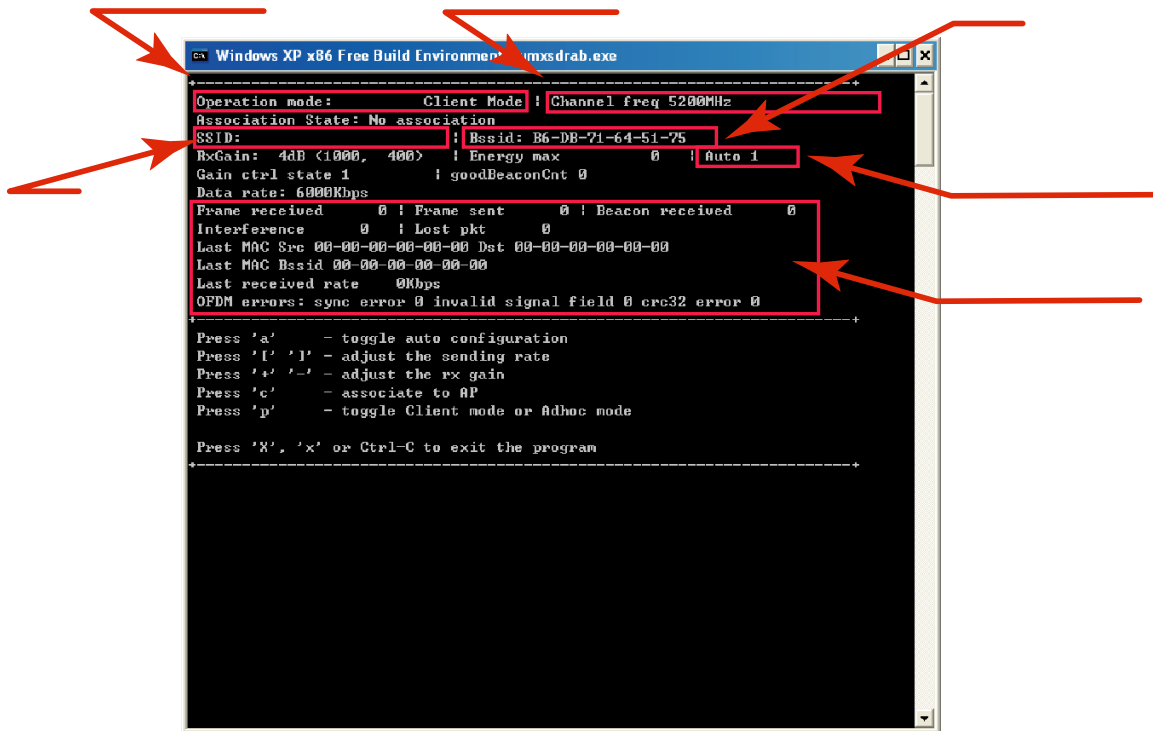 Windows XP x86 Free Build Environment umxsdrab.exe
Operation mode: Client Mode | Channel freq 5200MHz
Association State: No association
SSID: | Bssid: B6-DB-71-64-51-75
RxGain: 4dB (1000, 400) | Energy max 0 | Auto 1
Gain ctrl state 1 | goodBeaconCnt 0
Data rate: 6000Kbps
Frame received 0 | Frame sent 0 | Beacon received 0
Interference 0 | Lost pkt 0
Last MAC Src 00-00-00-00-00-00 Dst 00-00-00-00-00-00
Last MAC Bssid 00-00-00-00-00-00
Last received rate 0Kbps
OFDM errors: sync error 0 invalid signal field 0 crc32 error 0
Press 'a' - toggle auto configuration
Press '[' ']' - adjust the sending rate
Press '+' '-' - adjust the rx gain
Press 'c' - associate to AP
Press 'p' - toggle Client mode or Adhoc mode
Press 'X', 'x' or Ctrl-C to exit the program